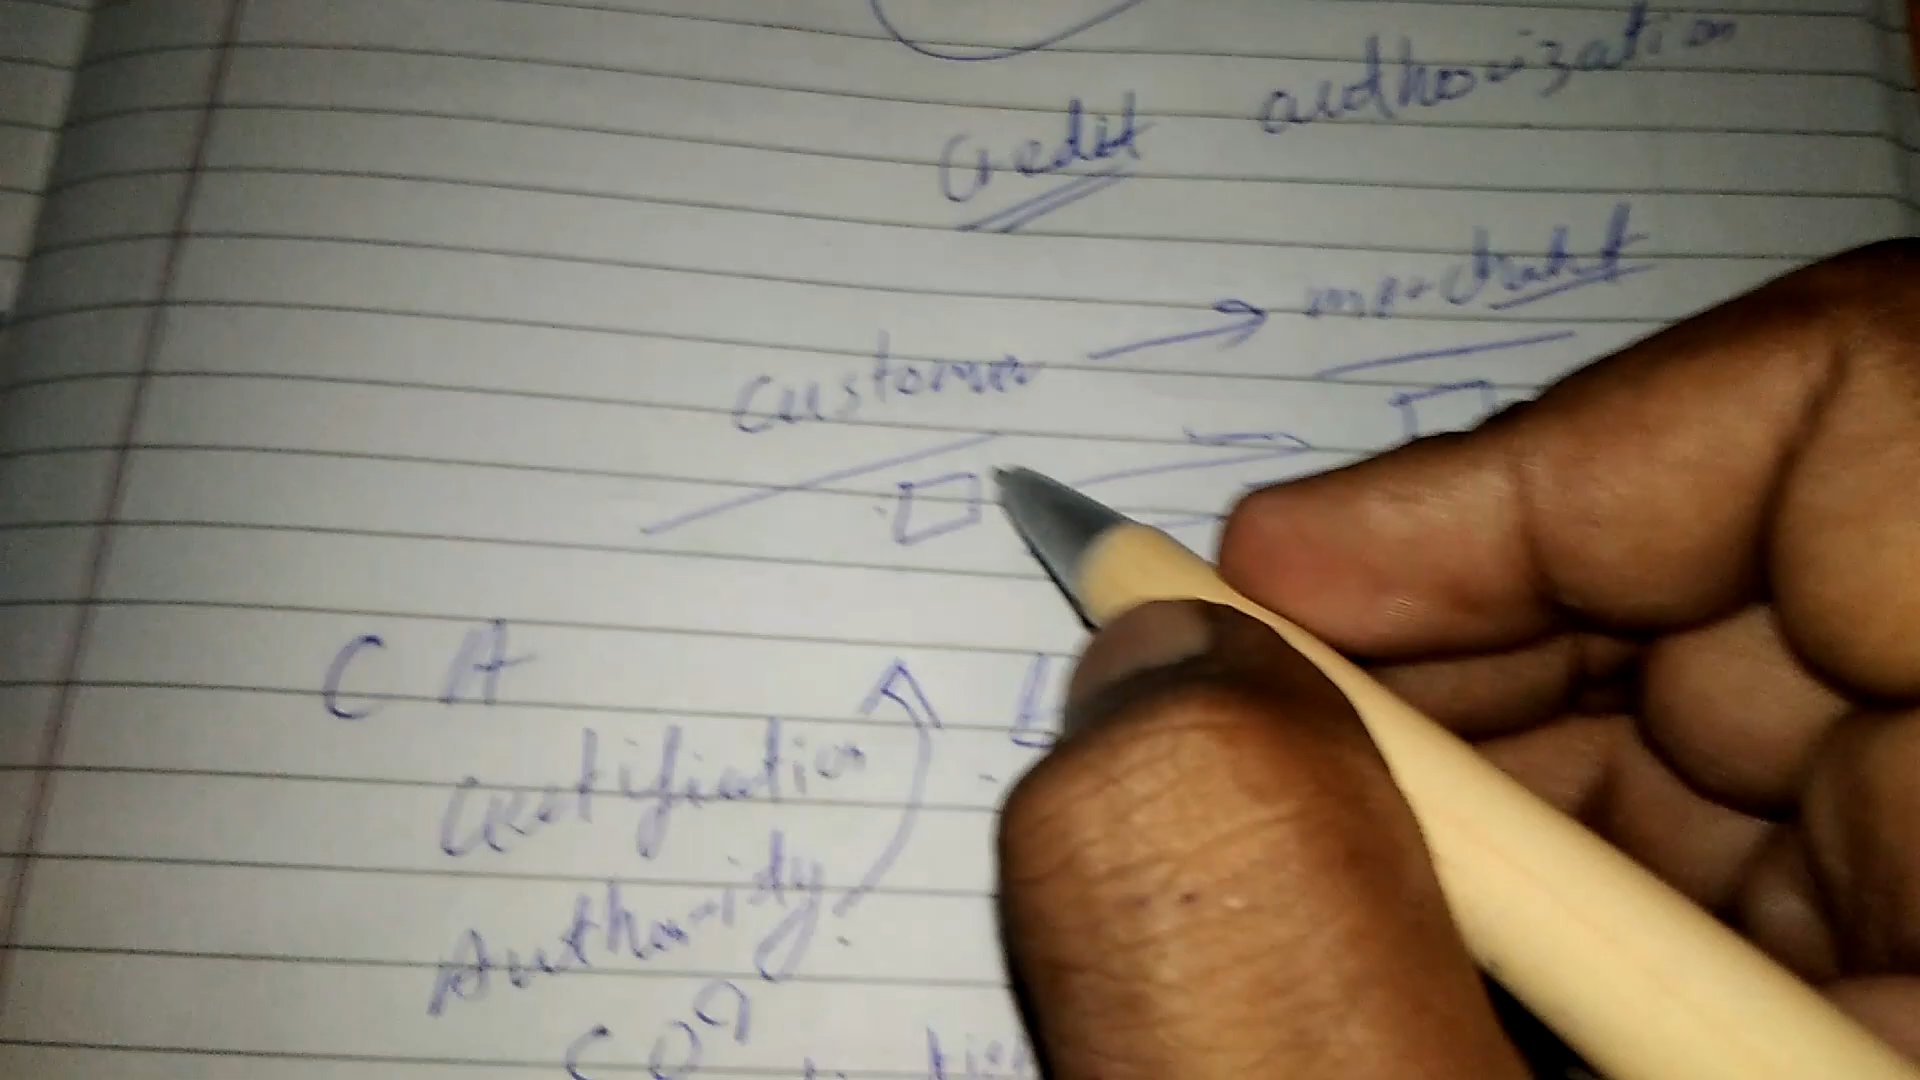 Credit authorization
Customer → merchant
CA
Certification
Authority